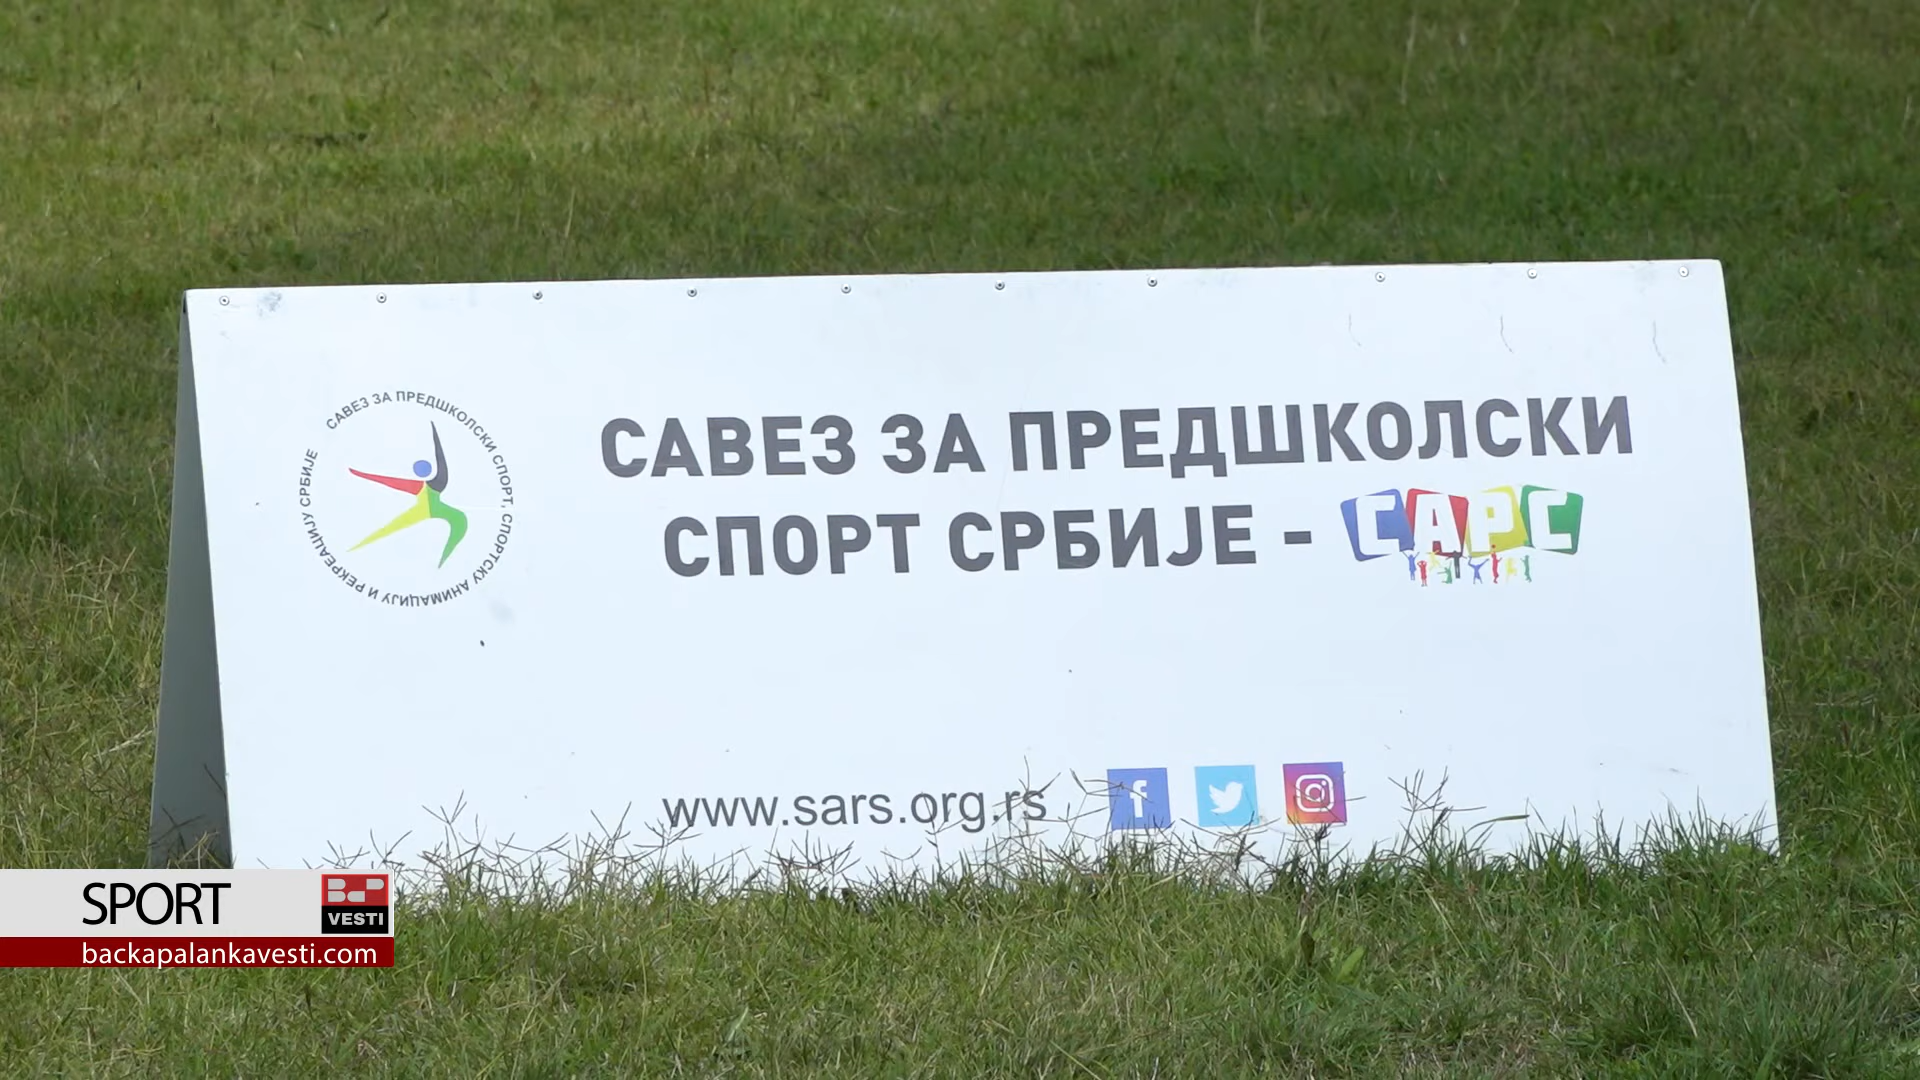 САВЕЗ ЗА ПРЕДШКОЛСКИ СПОРТ, СПОРТСКУ АНИМАЦИЈУ И РЕКРЕАЦИЈУ СРБИЈЕ
САВЕЗ ЗА ПРЕДШКОЛСКИ
СПОРТ СРБИЈЕ - САРС
www.sars.org.rs
SPORT
BCP
VESTI
backapalankavesti.com